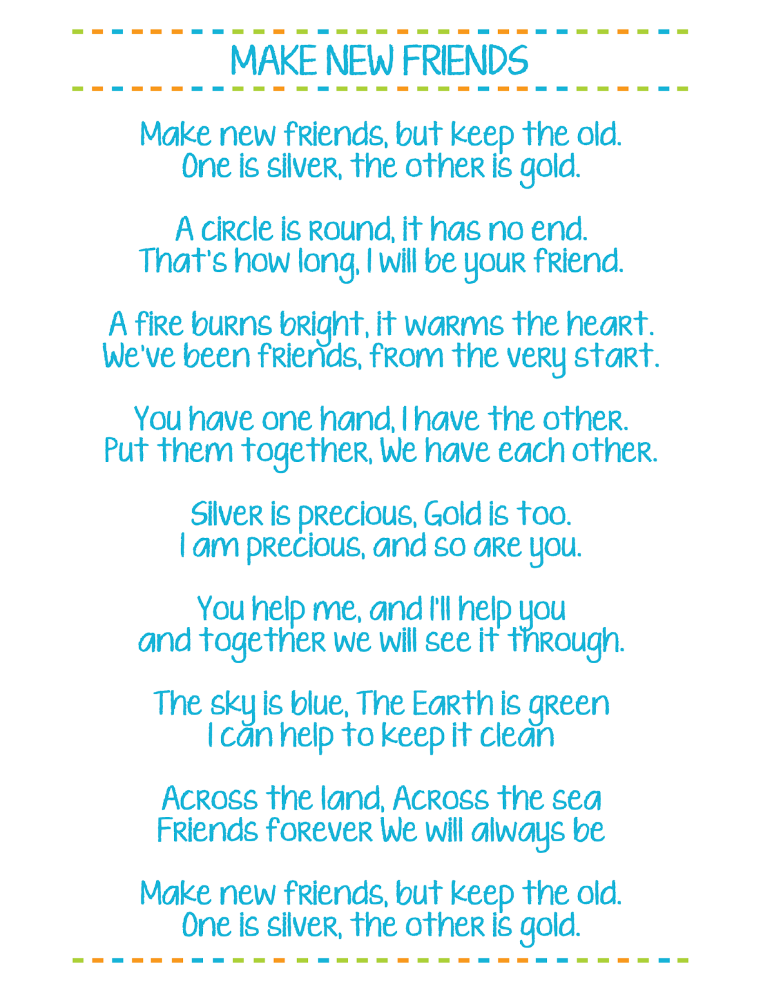 MAKE NEW FRIENDS
Make new friends, but keep the old.
One is silver, the other is gold.
A circle is round, it has no end.
That's how long, I will be your friend.
A fire burns bright, it warms the heart.
We've been friends, from the very start.
You have one hand, I have the other.
Put them together, We have each other.
Silver is precious, Gold is too.
I am precious, and so are you.
You help me, and I'll help you
and together we will see it through.
The sky is blue, The Earth is green
I can help to keep it clean
Across the land, Across the sea
Friends forever We will always be
Make new friends, but keep the old.
One is silver, the other is gold.